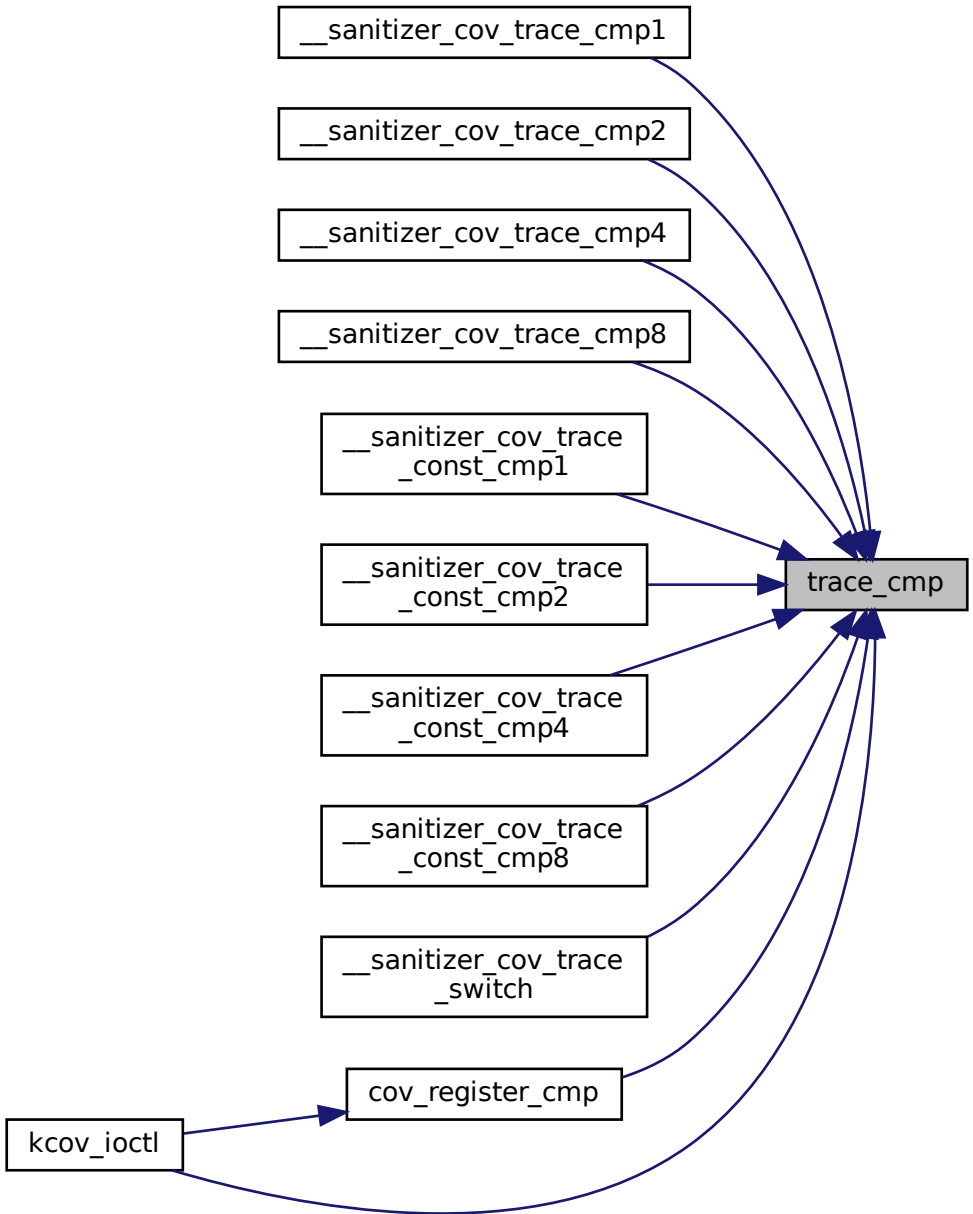 __sanitizer_cov_trace_cmp1
__sanitizer_cov_trace_cmp2
__sanitizer_cov_trace_cmp4
__sanitizer_cov_trace_cmp8
__sanitizer_cov_trace
_const_cmp1
__sanitizer_cov_trace
_const_cmp2
trace_cmp
__sanitizer_cov_trace
_const_cmp4
__sanitizer_cov_trace
_const_cmp8
__sanitizer_cov_trace
_switch
cov_register_cmp
kcov_ioctl